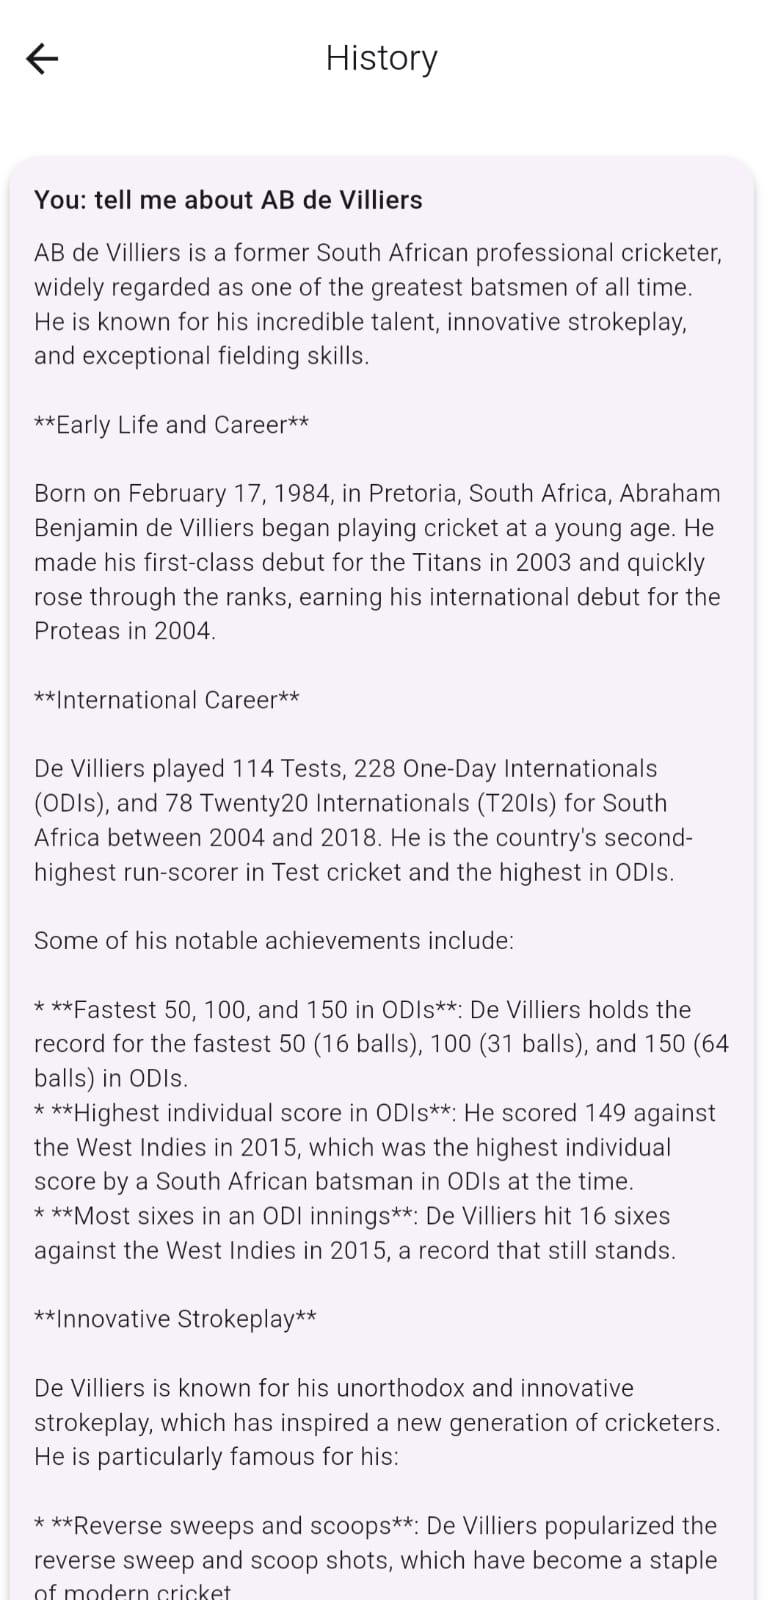 History
You: tell me about AB de Villiers
AB de Villiers is a former South African professional cricketer,
widely regarded as one of the greatest batsmen of all time.
He is known for his incredible talent, innovative strokeplay,
and exceptional fielding skills.
**Early Life and Career**
Born on February 17, 1984, in Pretoria, South Africa, Abraham
Benjamin de Villiers began playing cricket at a young age. He
made his first-class debut for the Titans in 2003 and quickly
rose through the ranks, earning his international debut for the
Proteas in 2004.
**International Career**
De Villiers played 114 Tests, 228 One-Day Internationals
(ODIs), and 78 Twenty20 Internationals (T20Is) for South
Africa between 2004 and 2018. He is the country's second-
highest run-scorer in Test cricket and the highest in ODIs.
Some of his notable achievements include:
* **Fastest 50, 100, and 150 in ODIs**: De Villiers holds the
record for the fastest 50 (16 balls), 100 (31 balls), and 150 (64
balls) in ODIs.
* **Highest individual score in ODIs**: He scored 149 against
the West Indies in 2015, which was the highest individual
score by a South African batsman in ODIs at the time.
* **Most sixes in an ODI innings**: De Villiers hit 16 sixes
against the West Indies in 2015, a record that still stands.
**Innovative Strokeplay**
De Villiers is known for his unorthodox and innovative
strokeplay, which has inspired a new generation of cricketers.
He is particularly famous for his:
* **Reverse sweeps and scoops**: De Villiers popularized the
reverse sweep and scoop shots, which have become a staple
of modern cricket